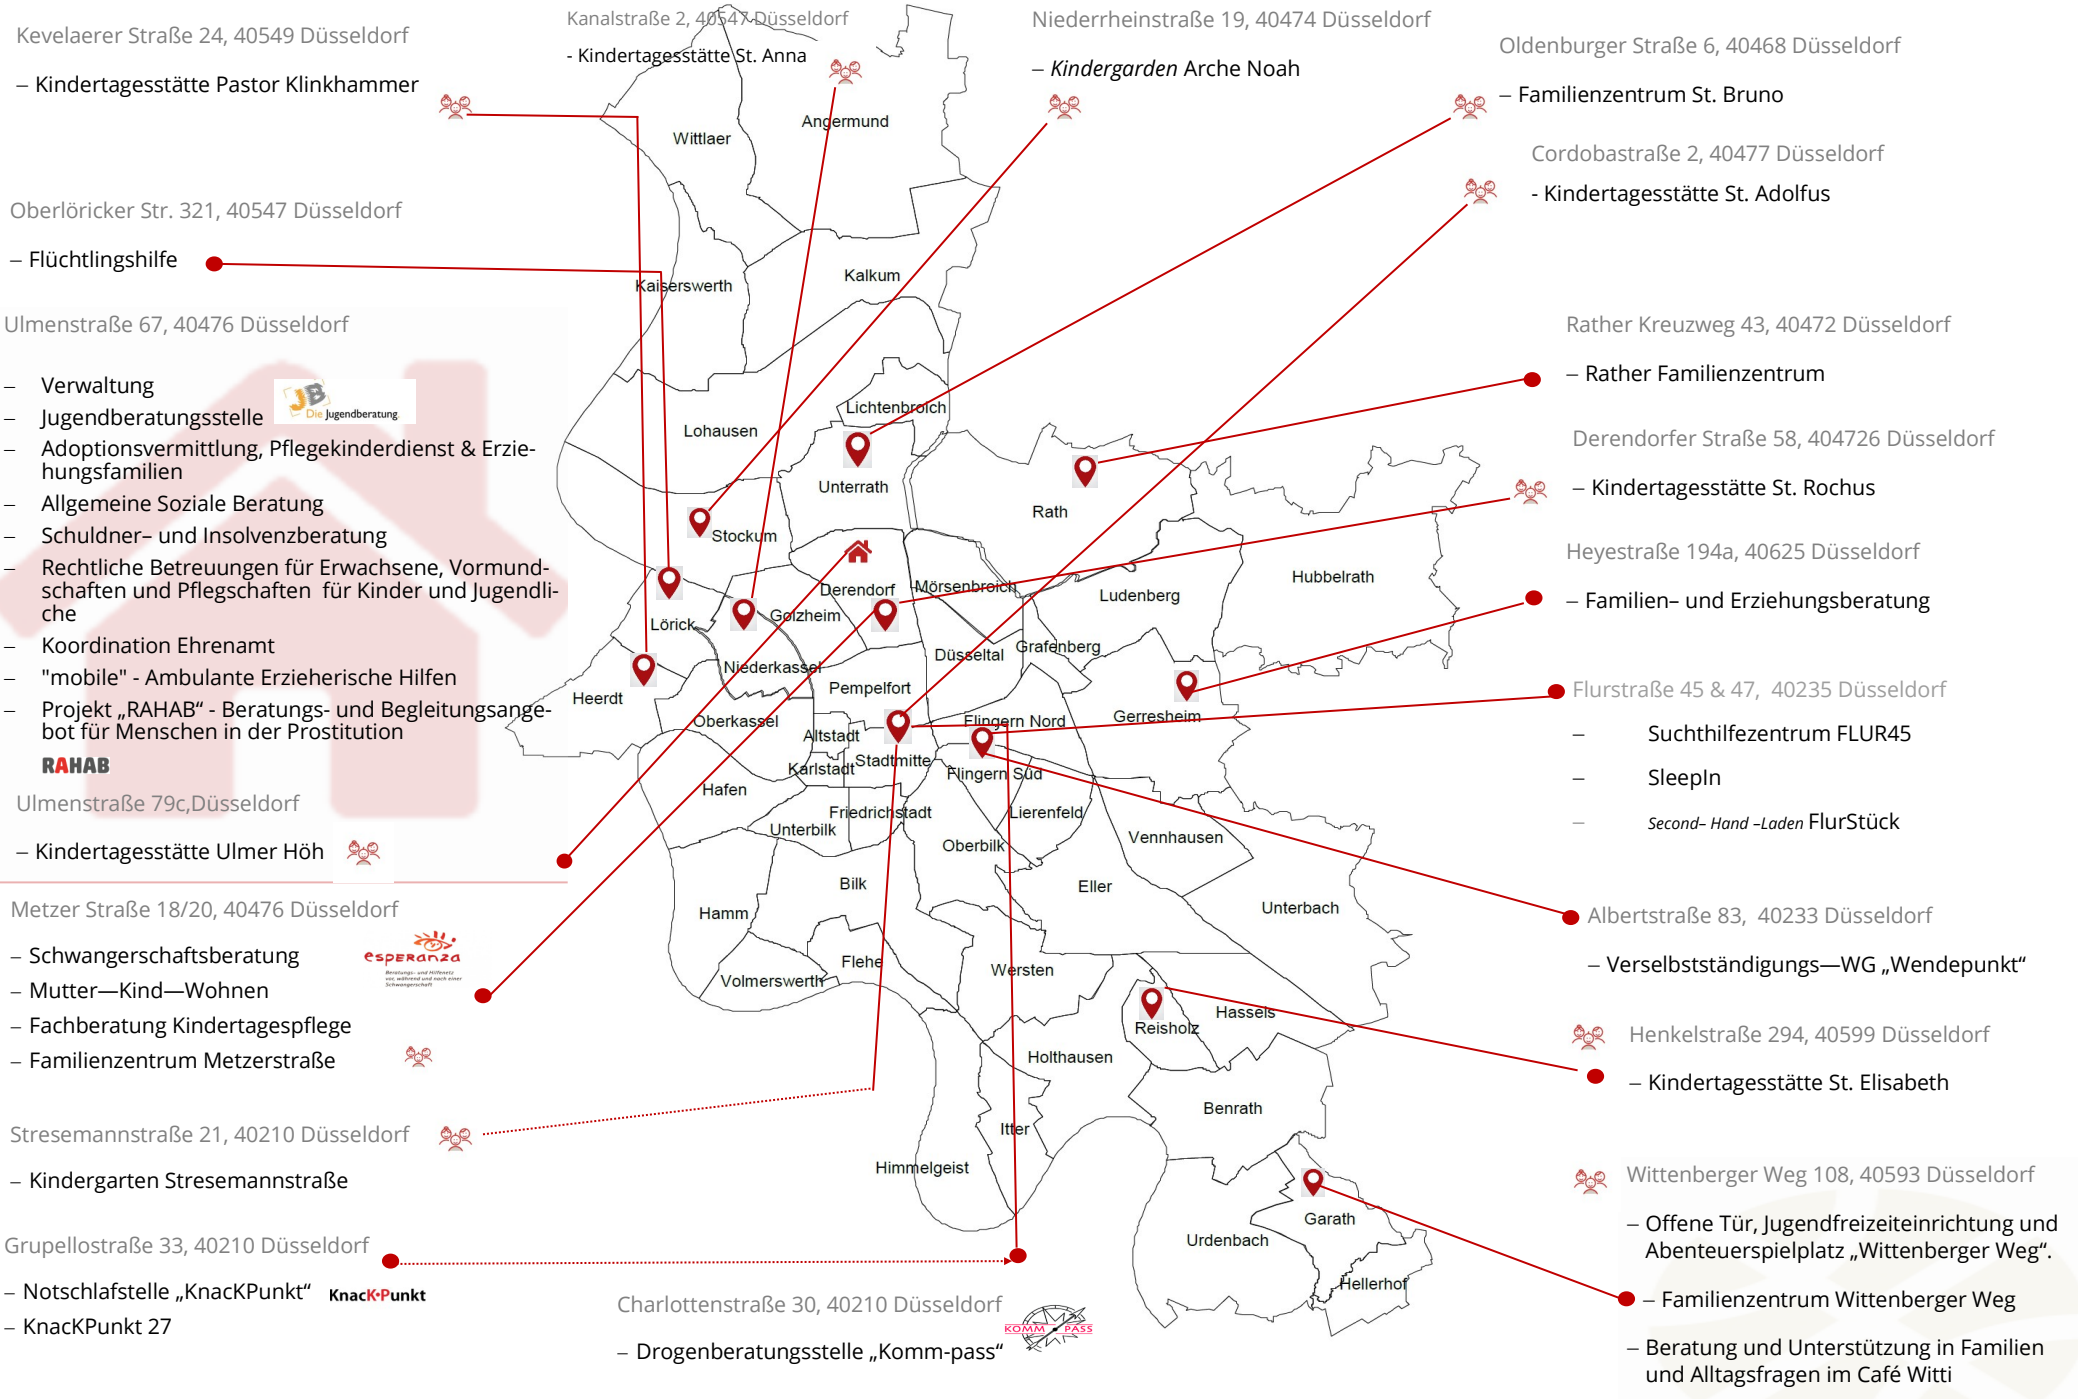 Kevelaerer Straße 24, 40549 Düsseldorf
– Kindertagesstätte Pastor Klinkhammer
Kanalstraße 2, 40547 Düsseldorf
- Kindertagesstätte St. Anna
Niederrheinstraße 19, 40474 Düsseldorf
– Kindergarden Arche Noah
Oldenburger Straße 6, 40468 Düsseldorf
– Familienzentrum St. Bruno
Cordobastraße 2, 40477 Düsseldorf
- Kindertagesstätte St. Adolfus
Oberlöricker Str. 321, 40547 Düsseldorf
– Flüchtlingshilfe
Ulmenstraße 67, 40476 Düsseldorf
– Verwaltung
– Jugendberatungsstelle
JB
Die Jugendberatung
– Adoptionsvermittlung, Pflegekinderdienst & Erzie-
hungsfamilien
– Allgemeine Soziale Beratung
– Schuldner– und Insolvenzberatung
– Rechtliche Betreuungen für Erwachsene, Vormund-
schaften und Pflegschaften für Kinder und Jugendli-
che
– Koordination Ehrenamt
– "mobile" - Ambulante Erzieherische Hilfen
– Projekt „RAHAB“ - Beratungs- und Begleitungsange-
bot für Menschen in der Prostitution
RAHAB
Ulmenstraße 79c,Düsseldorf
– Kindertagesstätte Ulmer Höh
Metzer Straße 18/20, 40476 Düsseldorf
– Schwangerschaftsberatung
esperanza
Beratungs- und Hilfenetz
vor, während und nach einer
Schwangerschaft
– Mutter—Kind—Wohnen
– Fachberatung Kindertagespflege
– Familienzentrum Metzerstraße
Stresemannstraße 21, 40210 Düsseldorf
– Kindergarten Stresemannstraße
Grupellostraße 33, 40210 Düsseldorf
– Notschlafstelle „KnacKPunkt“
KnacK•Punkt
– KnacKPunkt 27
Charlottenstraße 30, 40210 Düsseldorf
– Drogenberatungsstelle „Komm-pass“
KOMM PASS
Rather Kreuzweg 43, 40472 Düsseldorf
– Rather Familienzentrum
Derendorfer Straße 58, 404726 Düsseldorf
– Kindertagesstätte St. Rochus
Heyestraße 194a, 40625 Düsseldorf
– Familien– und Erziehungsberatung
Flurstraße 45 & 47, 40235 Düsseldorf
– Suchthilfezentrum FLUR45
– SleepIn
– Second– Hand –Laden FlurStück
Albertstraße 83, 40233 Düsseldorf
– Verselbstständigungs—WG „Wendepunkt“
Henkelstraße 294, 40599 Düsseldorf
– Kindertagesstätte St. Elisabeth
Wittenberger Weg 108, 40593 Düsseldorf
– Offene Tür, Jugendfreizeiteinrichtung und
Abenteuerspielplatz „Wittenberger Weg“.
– Familienzentrum Wittenberger Weg
– Beratung und Unterstützung in Familien
und Alltagsfragen im Café Witti
Wittlaer
Angermund
Kaiserswerth
Kalkum
Lichtenbroich
Lohausen
Unterrath
Rath
Stockum
Hubbelrath
Derendorf
Mörsenbroich
Ludenberg
Golzheim
Lörick
Düsseltal
Grafenberg
Niederkassel
Heerdt
Pempelfort
Oberkassel
Flingern Nord
Gerresheim
Altstadt
Karlstadt
Stadtmitte
Flingern Süd
Hafen
Friedrichstadt
Lierenfeld
Unterbilk
Oberbilk
Vennhausen
Bilk
Eller
Hamm
Unterbach
Flehe
Volmerswerth
Wersten
Hassels
Reisholz
Holthausen
Benrath
Itter
Himmelgeist
Garath
Urdenbach
Hellerhof